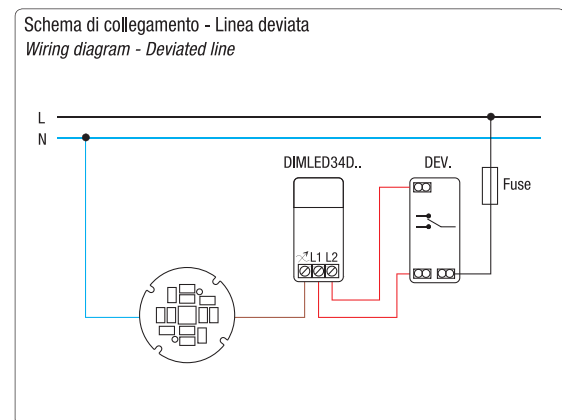 Schema di collegamento - Linea deviata
Wiring diagram - Deviated line
L
N
DIMLED34D..
DEV.
Fuse
L1 L2